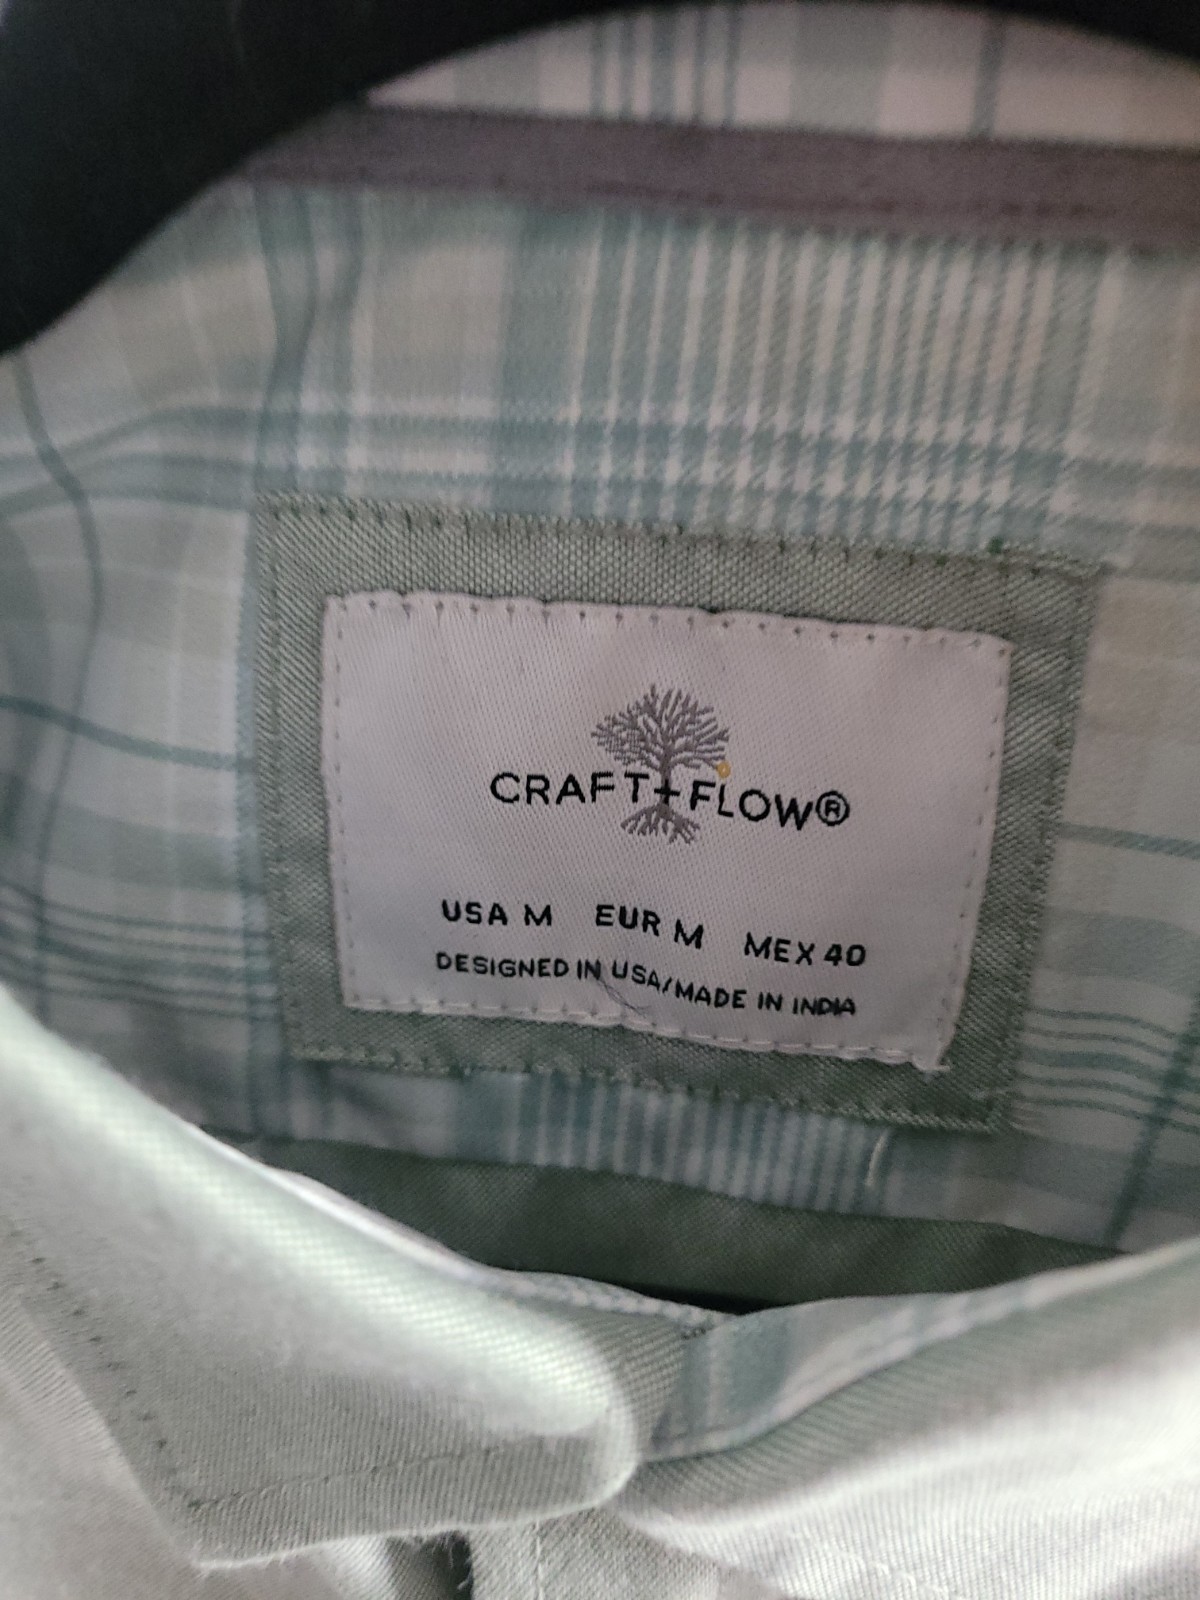 CRAFT+FLOW®
USA M EUR M MEX 40
DESIGNED IN USA/MADE IN INDIA